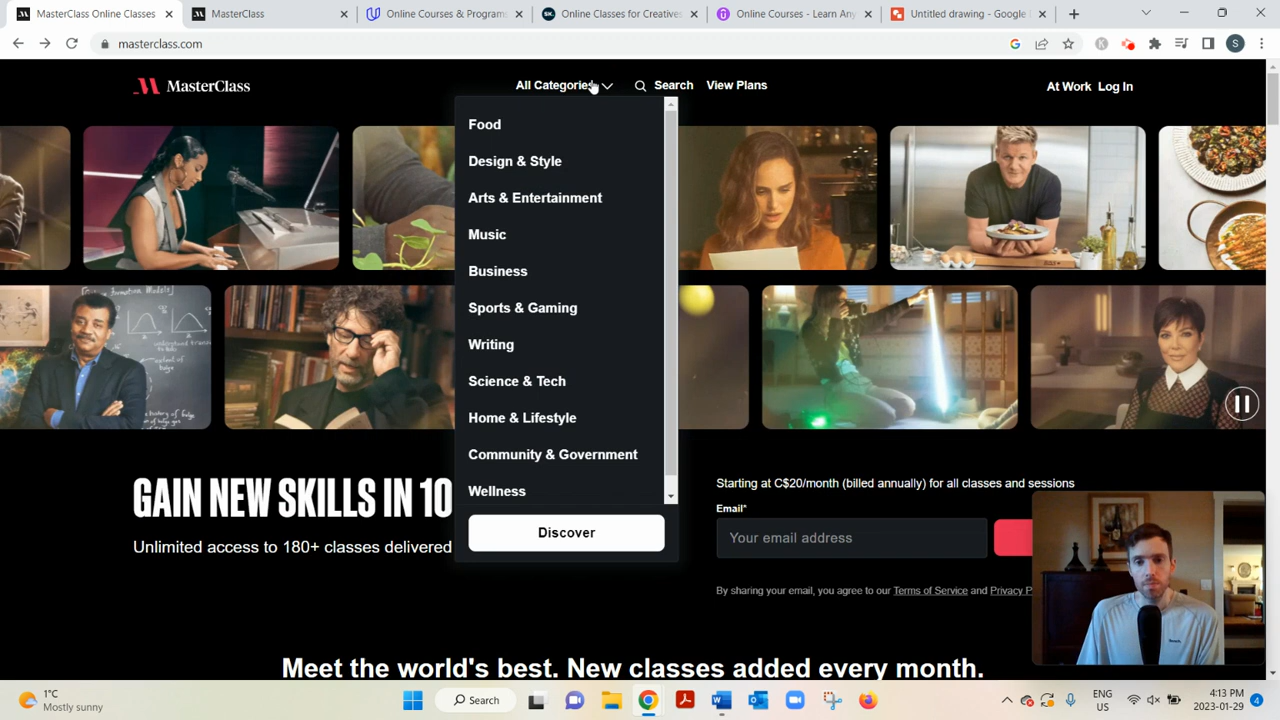 MasterClass Online Classes
MasterClass
Online Courses & Programs
Online Classes for Creatives
Online Courses - Learn Any
Untitled drawing - Google
masterclass.com
S
MasterClass
All Categories
Search
View Plans
At Work
Log In
Food
Design & Style
Arts & Entertainment
Music
Business
Sports & Gaming
Writing
Science & Tech
Home & Lifestyle
Community & Government
Wellness
Discover
GAIN NEW SKILLS IN 10
Unlimited access to 180+ classes delivered
Starting at C$20/month (billed annually) for all classes and sessions
Email*
Your email address
By sharing your email, you agree to our Terms of Service and Privacy P
Meet the world's best. New classes added every month.
1°C
Mostly sunny
Search
ENG
US
4:13 PM
2023-01-29
4